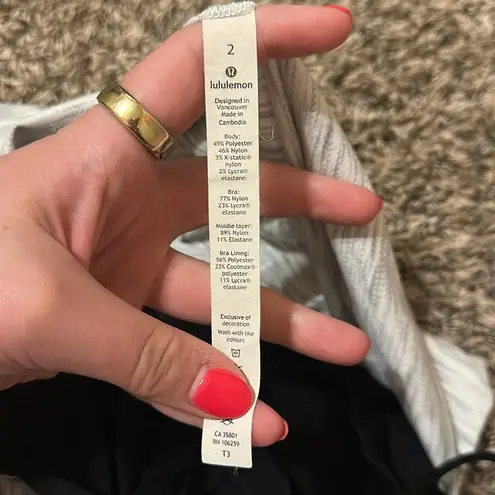 2
lululemon
Designed in
Vancouver
Made in
Cambodia
Body:
49% Polyester
46% Nylon
3% X-static®
nylon
2% Lycra®
elastane
Bra:
77% Nylon
23% Lycra®
elastane
Middle layer:
89% Nylon
11% Elastane
Bra Lining:
56% Polyester
33% Coolmax®
polyester
11% Lycra®
elastane
Exclusive of
decoration
Wash with like
colours
CA 35801
RN 106259
T3